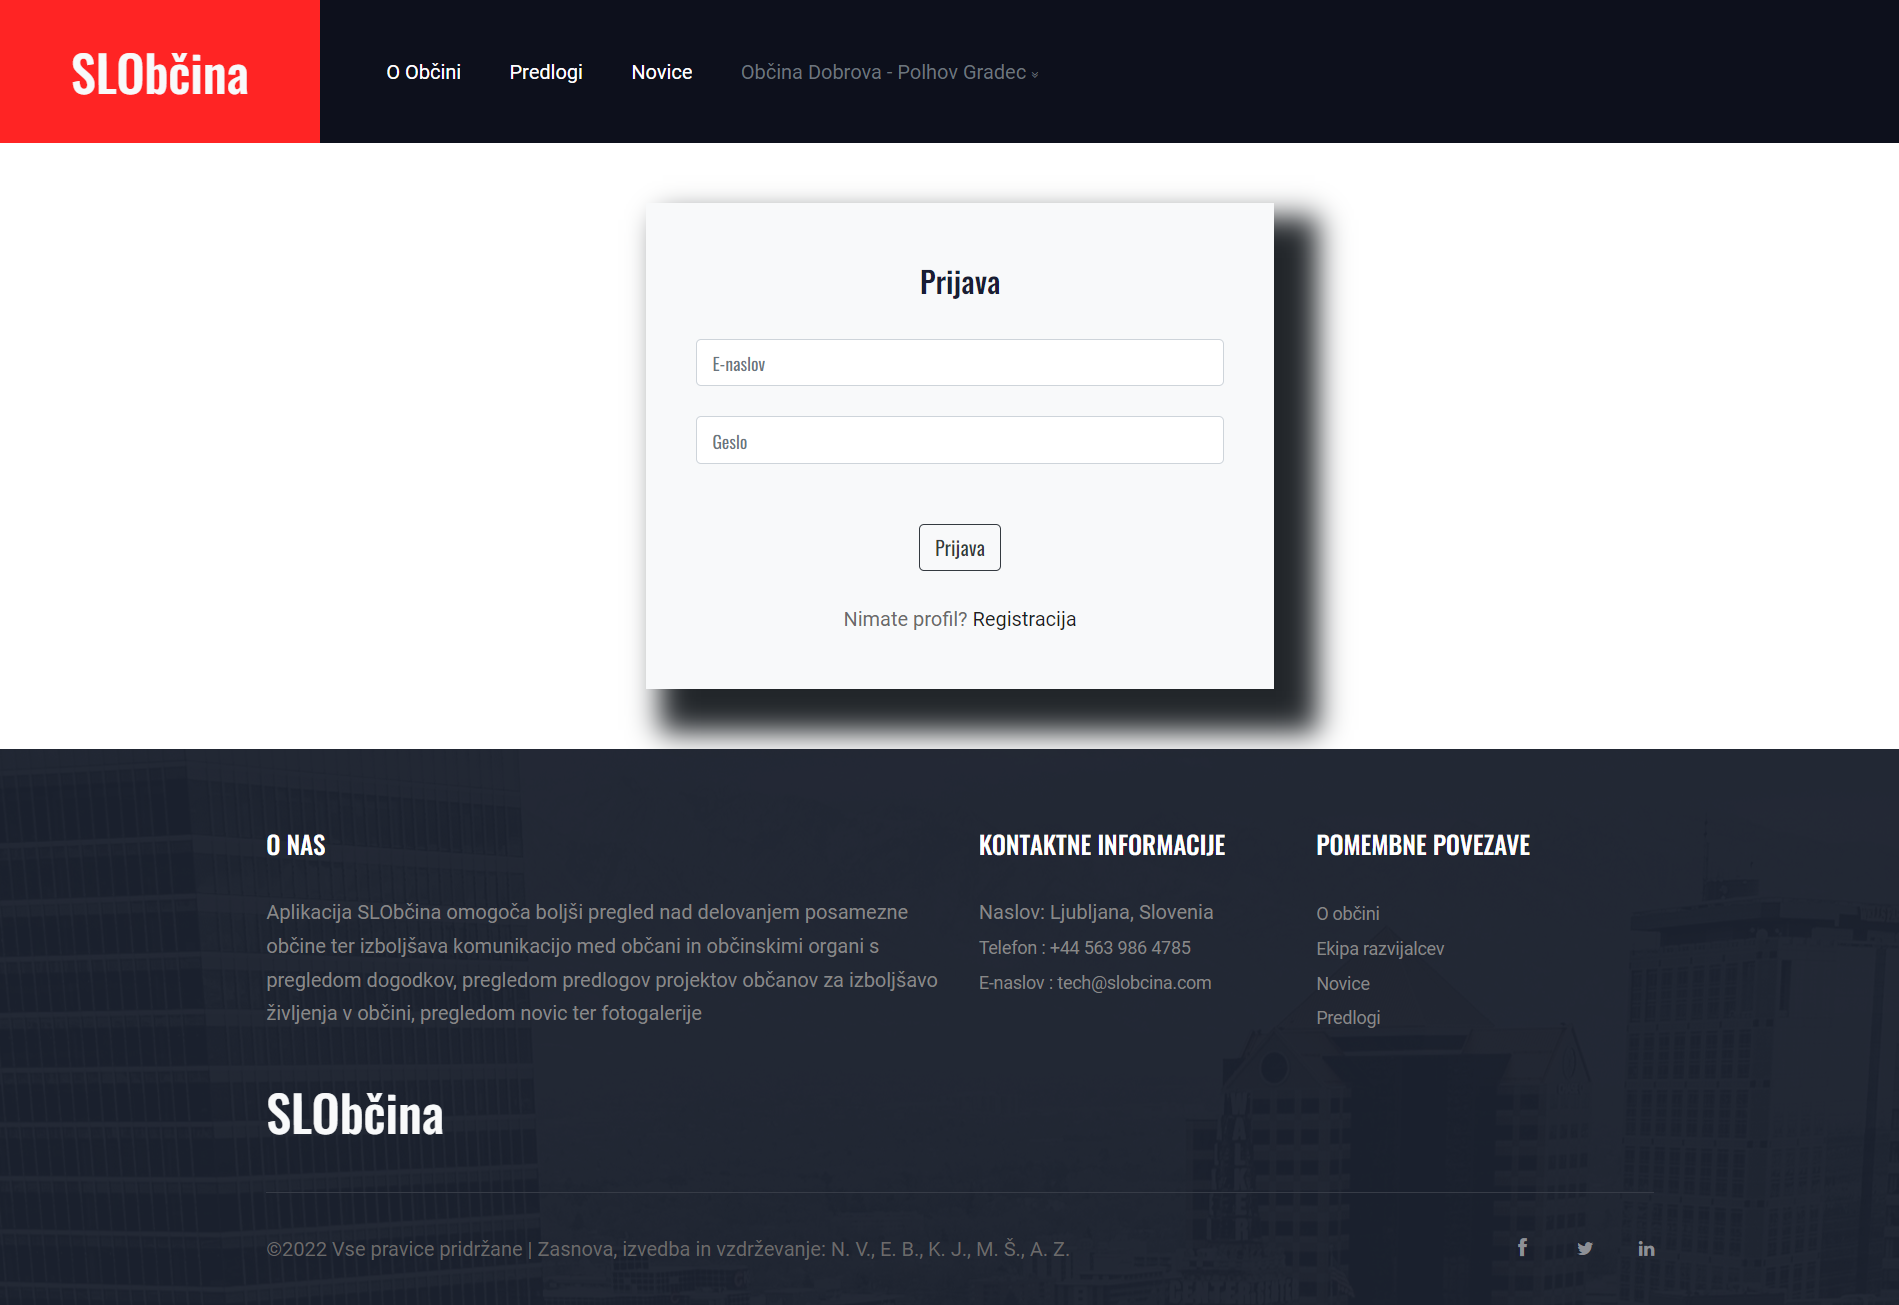 SLObčina
O Občini
Predlogi
Novice
Občina Dobrova - Polhov Gradec
Prijava
E-naslov
Geslo
Prijava
Nimate profil? Registracija
O NAS
Aplikacija SLObčina omogoča boljši pregled nad delovanjem posamezne
občine ter izboljšava komunikacijo med občani in občinskimi organi s
pregledom dogodkov, pregledom predlogov projektov občanov za izboljšavo
življenja v občini, pregledom novic ter fotogalerije
SLObčina
KONTAKTNE INFORMACIJE
Naslov: Ljubljana, Slovenia
Telefon : +44 563 986 4785
E-naslov : tech@slobcina.com
POMEMBNE POVEZAVE
O občini
Ekipa razvijalcev
Novice
Predlogi
©2022 Vse pravice pridržane | Zasnova, izvedba in vzdrževanje: N. V., E. B., K. J., M. Š., A. Z.